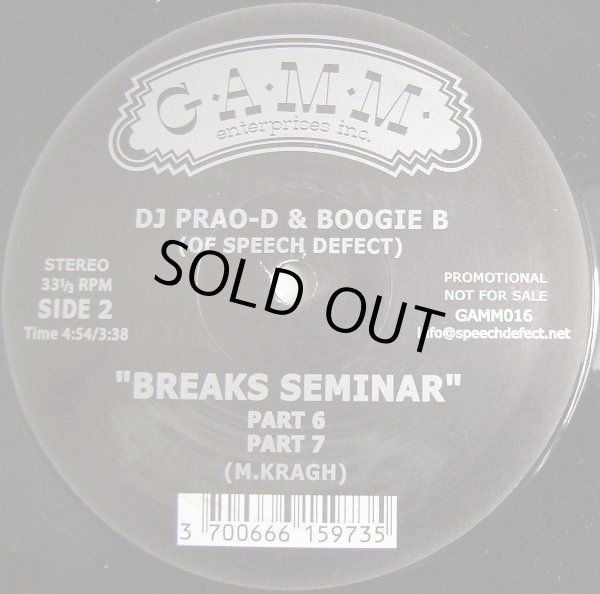 G·A·M·M·
enterprises inc.
DJ PRAO-D & BOOGIE B
(OF SPEECH DEFECT)
SOLD OUT
STEREO
33⅓ RPM
SIDE 2
Time 4:54/3:38
PROMOTIONAL
NOT FOR SALE
GAMM016
info@speechdefect.net
"BREAKS SEMINAR"
PART 6
PART 7
(M.KRAGH)
3 700666 159735